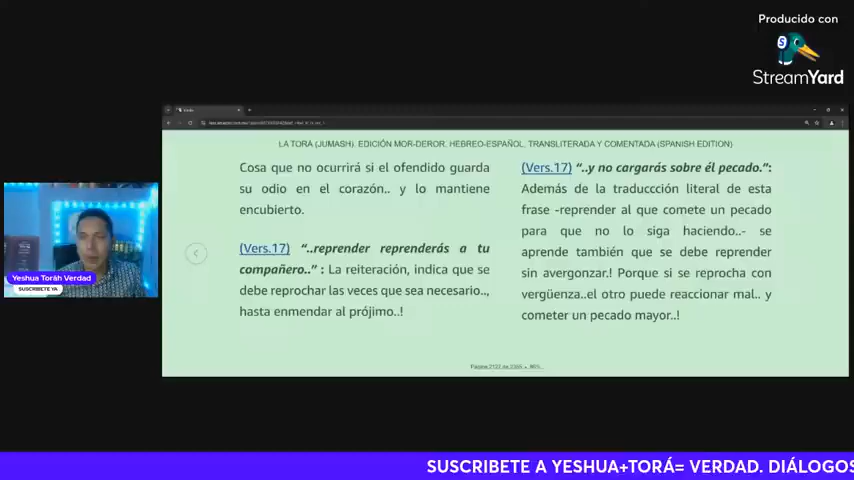 Producido con
StreamYard
LA TORÁ (JUMASH). EDICIÓN MOR-DEROR. HEBREO-ESPAÑOL, TRANSLITERADA Y COMENTADA (SPANISH EDITION)
Cosa que no ocurrirá si el ofendido guarda
su odio en el corazón.. y lo mantiene
encubierto.
(Vers.17) “..reprender reprenderás a tu
compañero..” : La reiteración, indica que se
debe reprochar las veces que sea necesario..,
hasta enmendar al prójimo..!
(Vers.17) “..y no cargarás sobre él pecado.”:
Además de la traduccción literal de esta
frase -reprender al que comete un pecado
para que no lo siga haciendo..- se
aprende también que se debe reprender
sin avergonzar.! Porque si se reprocha con
vergüenza..el otro puede reaccionar mal.. y
cometer un pecado mayor..!
Yeshua Toráh Verdad
SUSCRIBETE YA
SUSCRIBETE A YESHUA+TORÁ= VERDAD. DIÁLOGOS